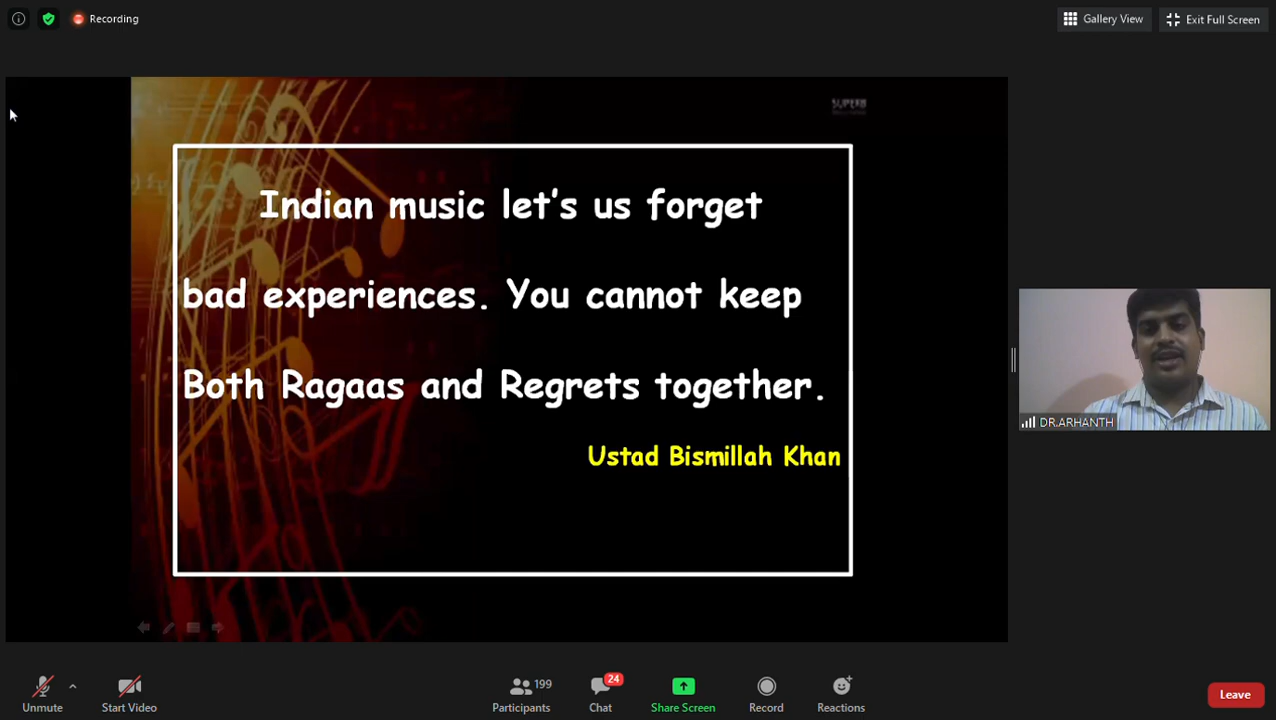 Recording
Gallery View
Exit Full Screen
SUPERB
Indian music let's us forget
bad experiences. You cannot keep
Both Ragaas and Regrets together.
Ustad Bismillah Khan
DR.ARHANTH
Unmute
Start Video
199
Participants
24
Chat
Share Screen
Record
Reactions
Leave